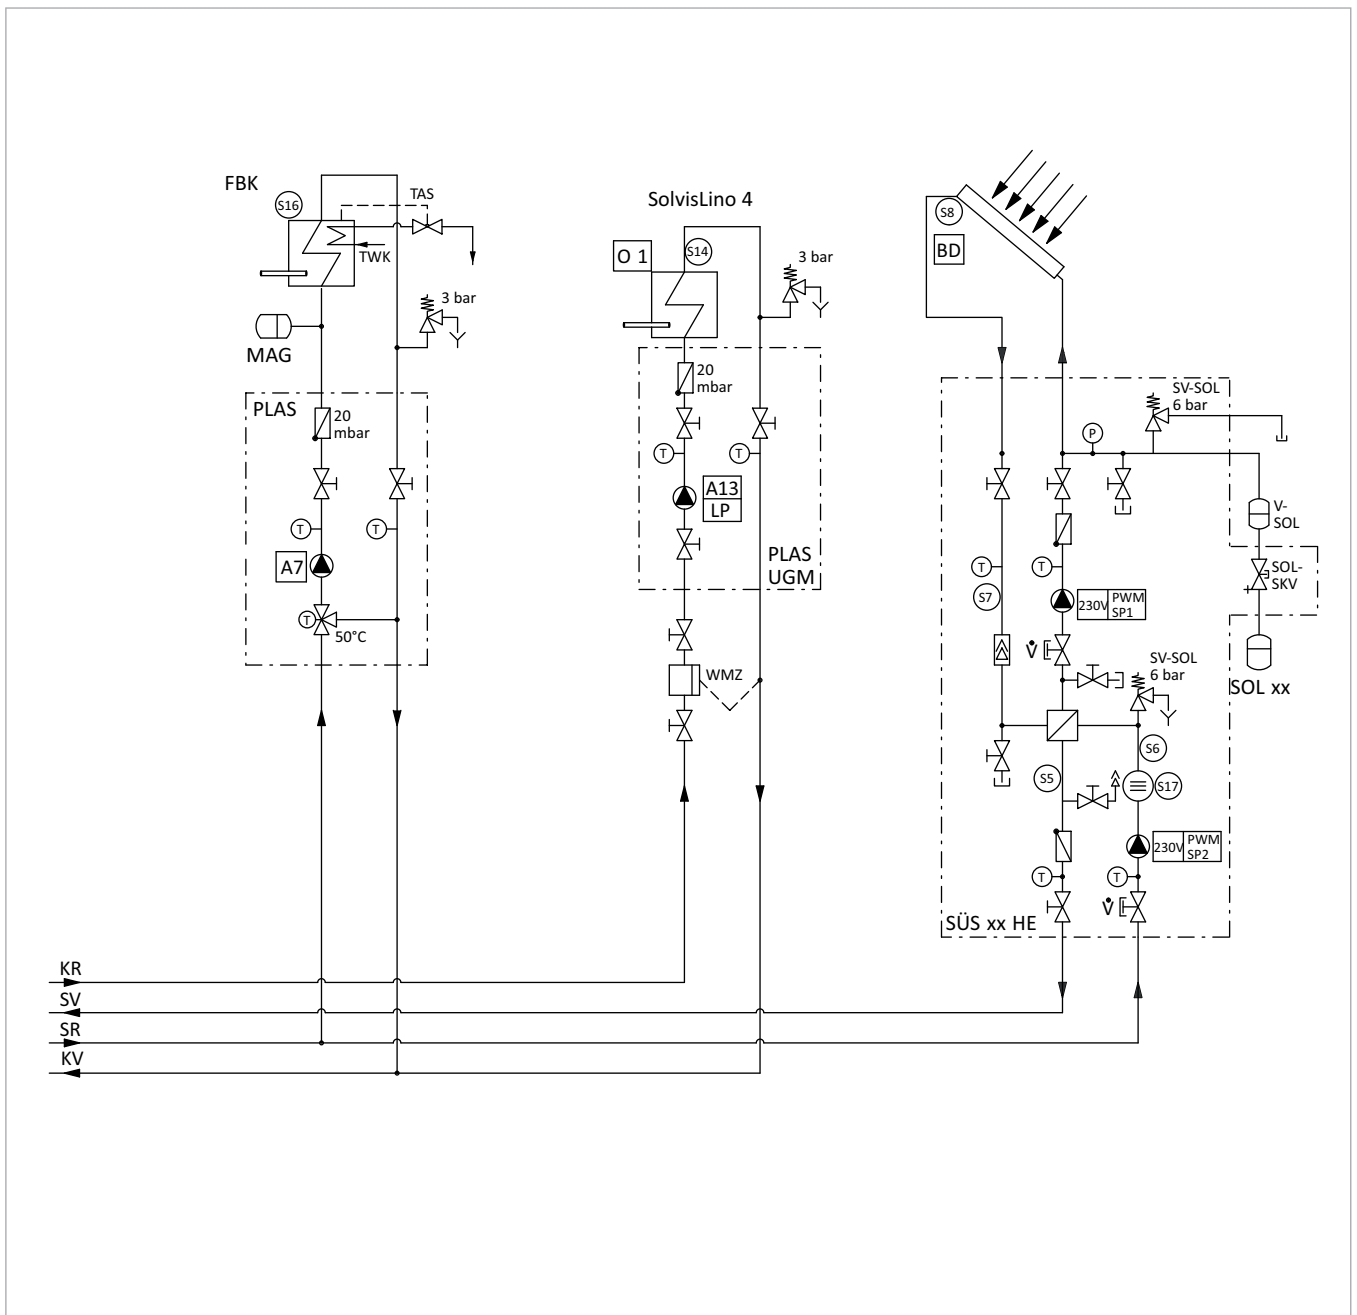 FBK
S16
TAS
TWK
3 bar
MAG
PLAS
20
mbar
T
T
A7
T
50°C
SolvisLino 4
O 1
S14
3 bar
20
mbar
T
T
A13
LP
PLAS
UGM
WMZ
S8
BD
SV-SOL
6 bar
P
V-
SOL
SOL-
SKV
SOL xx
T
T
S7
230V
PWM
SP1
V̇
SV-SOL
6 bar
S6
S5
S17
230V
PWM
SP2
T
T
V̇
SÜS xx HE
KR
SV
SR
KV